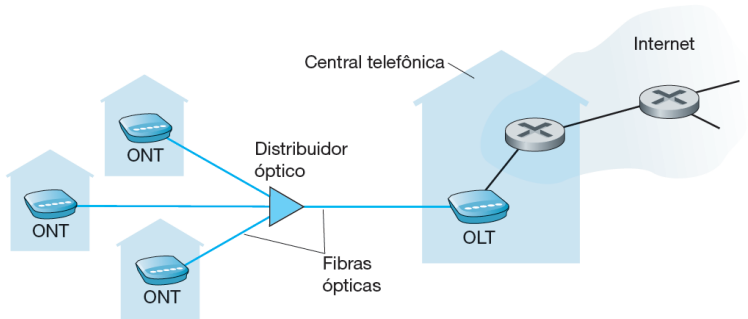 Internet
Central telefônica
ONT
Distribuidor
óptico
ONT
OLT
Fibras
ópticas
ONT